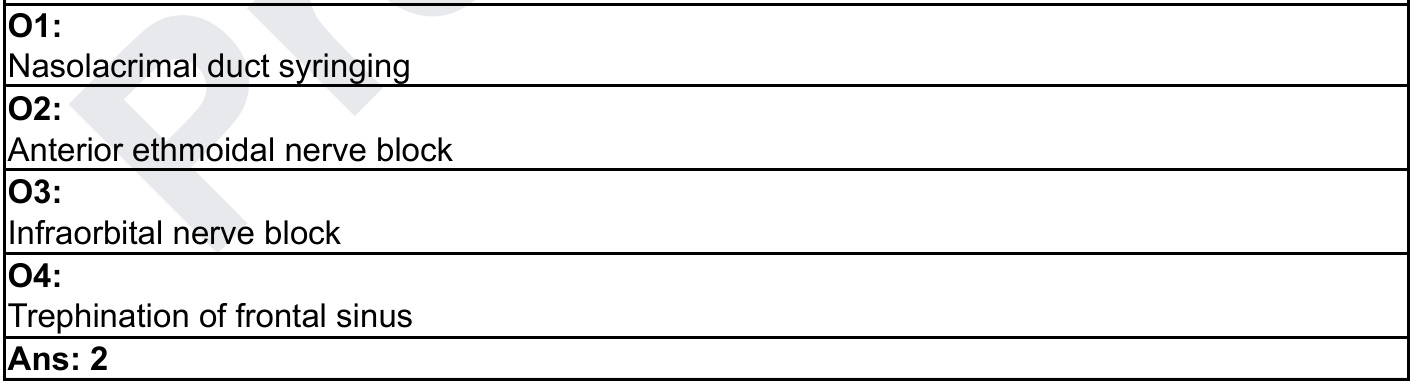 O1:
Nasolacrimal duct syringing
O2:
Anterior ethmoidal nerve block
O3:
Infraorbital nerve block
O4:
Trephination of frontal sinus
Ans: 2